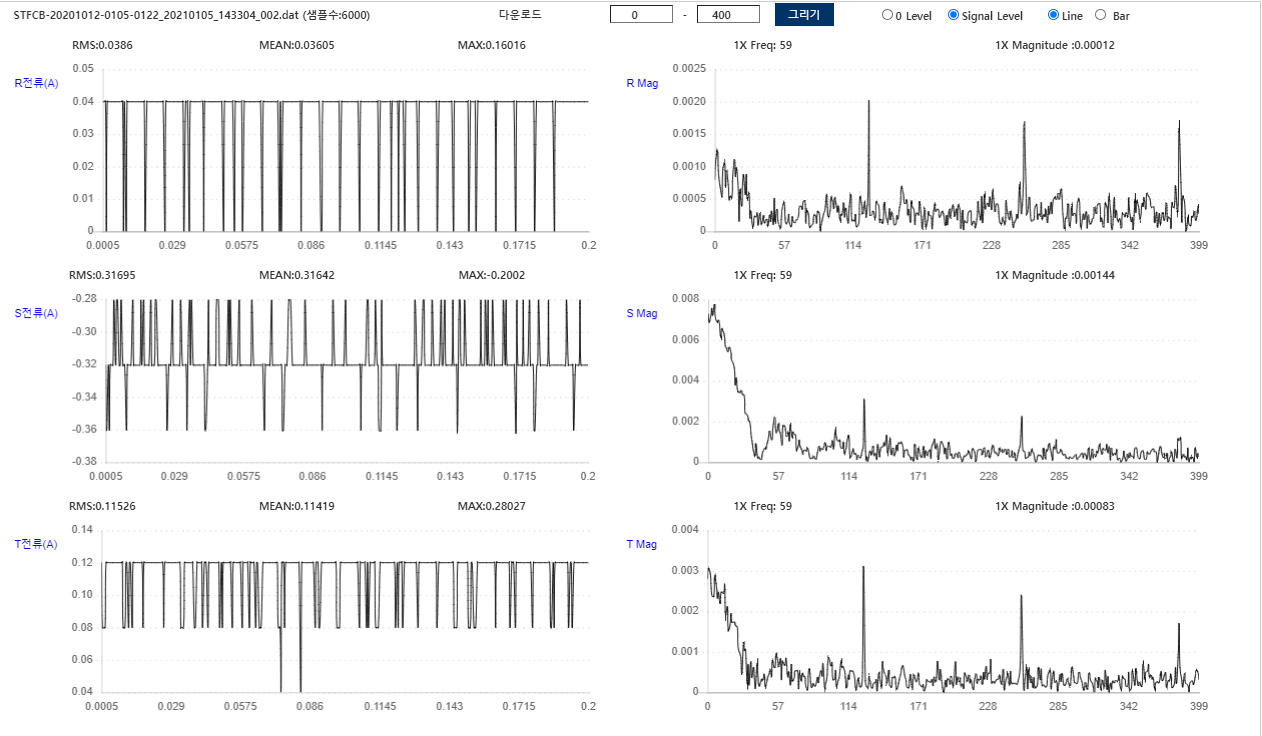 STFCB-20201012-0105-0122_20210105_143304_002.dat (샘플수:6000) 다운로드 0 - 400 그리기 0 Level Signal Level Line Bar
RMS:0.0386 MEAN:0.03605 MAX:0.16016 1X Freq: 59 1X Magnitude :0.00012
R전류(A)
0.05
0.04
0.03
0.02
0.01
0
0.0005 0.029 0.0575 0.086 0.1145 0.143 0.1715 0.2
R Mag
0.0025
0.0020
0.0015
0.0010
0.0005
0
0 57 114 171 228 285 342 399
RMS:0.31695 MEAN:0.31642 MAX:-0.2002 1X Freq: 59 1X Magnitude :0.00144
S전류(A)
-0.28
-0.30
-0.32
-0.34
-0.36
-0.38
0.0005 0.029 0.0575 0.086 0.1145 0.143 0.1715 0.2
S Mag
0.008
0.006
0.004
0.002
0
0 57 114 171 228 285 342 399
RMS:0.11526 MEAN:0.11419 MAX:0.28027 1X Freq: 59 1X Magnitude :0.00083
T전류(A)
0.14
0.12
0.10
0.08
0.06
0.04
0.0005 0.029 0.0575 0.086 0.1145 0.143 0.1715 0.2
T Mag
0.004
0.003
0.002
0.001
0
0 57 114 171 228 285 342 399